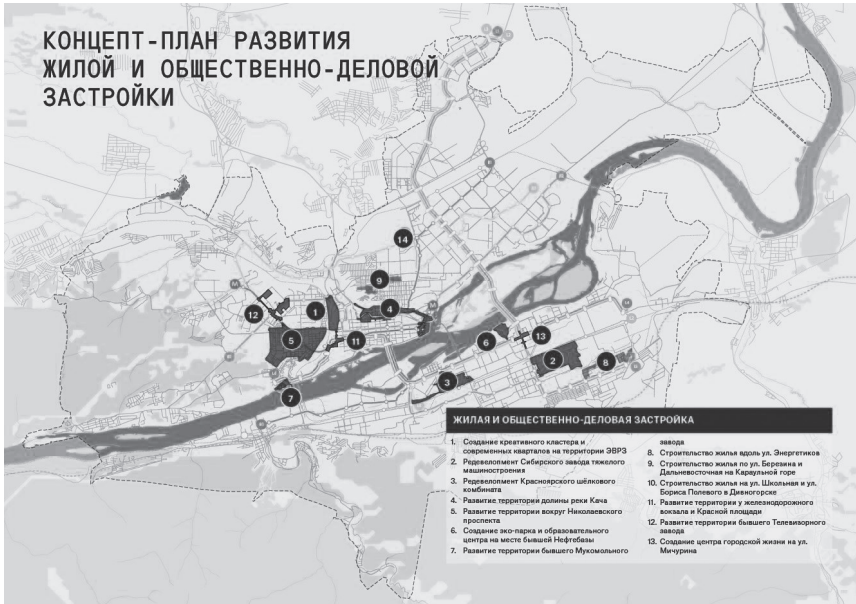 КОНЦЕПТ-ПЛАН РАЗВИТИЯ
ЖИЛОЙ И ОБЩЕСТВЕННО-ДЕЛОВОЙ
ЗАСТРОЙКИ
14
9
12
1
4
5
11
6
13
2
8
3
7
ЖИЛАЯ И ОБЩЕСТВЕННО-ДЕЛОВАЯ ЗАСТРОЙКА
1. Создание креативного кластера и
современных кварталов на территории ЭВРЗ
2. Редевелопмент Сибирского завода тяжелого
машиностроения
3. Редевелопмент Красноярского шёлкового
комбината
4. Развитие территории долины реки Кача
5. Развитие территории вокруг Николаевского
проспекта
6. Создание эко-парка и образовательного
центра на месте бывшей Нефтебазы
7. Развитие территории бывшего Мукомольного
завода
8. Строительство жилья вдоль ул. Энергетиков
9. Строительство жилья по ул. Березина и
Дальневосточная на Караульной горе
10. Строительство жилья на ул. Школьная и ул.
Бориса Полевого в Дивногорске
11. Развитие территории у железнодорожного
вокзала и Красной площади
12. Развитие территории бывшего Телевизорного
завода
13. Создание центра городской жизни на ул.
Мичурина